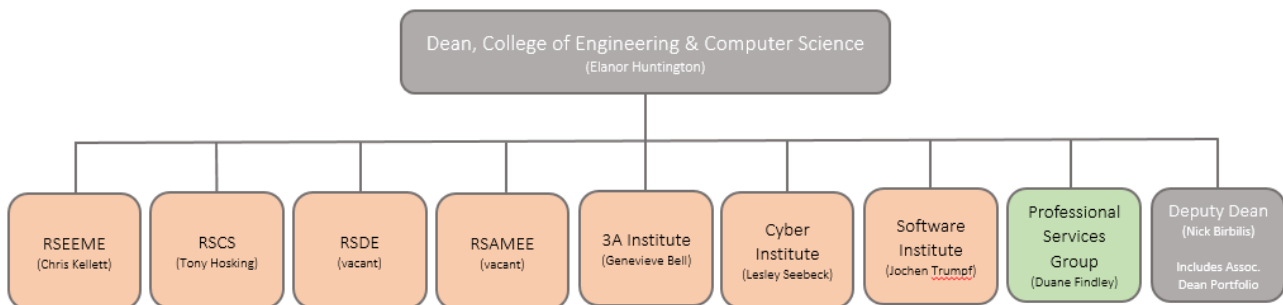 Dean, College of Engineering & Computer Science
(Elanor Huntington)
RSEEME
(Chris Kellett)
RSCS
(Tony Hosking)
RSDE
(vacant)
RSAMEE
(vacant)
3A Institute
(Genevieve Bell)
Cyber
Institute
(Lesley Seebeck)
Software
Institute
(Jochen Trumpf)
Professional
Services
Group
(Duane Findley)
Deputy Dean
(Nick Birbilis)
Includes Assoc.
Dean Portfolio